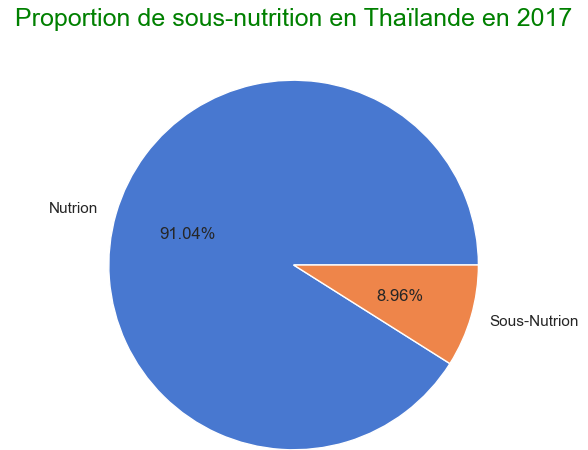 Proportion de sous-nutrition en Thaïlande en 2017
Nutrion
91.04%
8.96%
Sous-Nutrion